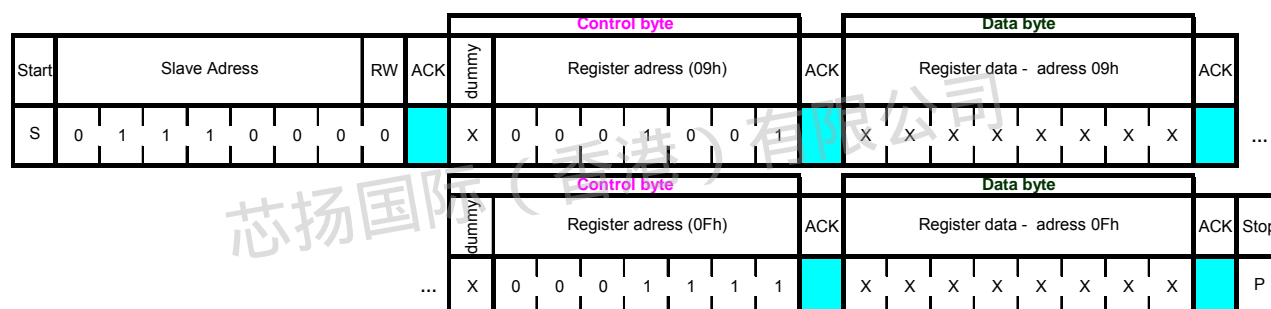 Control byte Data byte
Start Slave Adress RW ACK dummy Register adress (09h) ACK Register data - adress 09h ACK
S 0 1 1 1 0 0 0 0 X 0 0 0 1 0 0 1 X X X X X X X X ...
Control byte Data byte
dummy Register adress (0Fh) ACK Register data - adress 0Fh ACK Stop
... X 0 0 0 1 1 1 1 X X X X X X X X P
芯扬国际（香港）有限公司